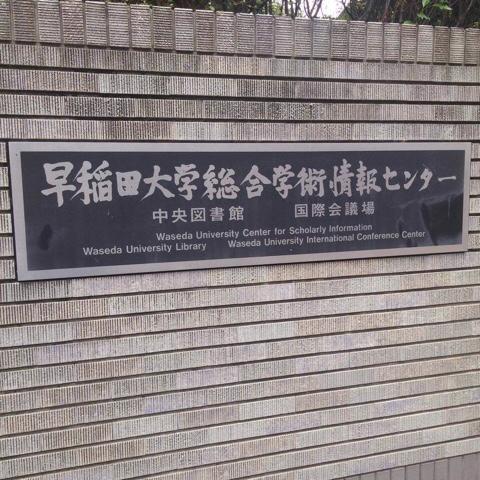 早稲田大学総合学術情報センター
中央図書館 国際会議場
Waseda University Center for Scholarly Information
Waseda University Library Waseda University International Conference Center